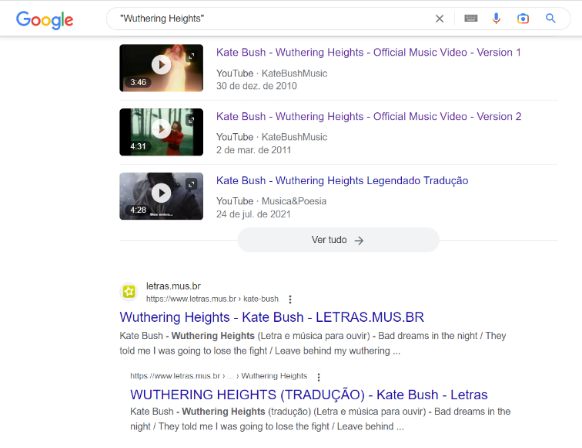 Google
"Wuthering Heights"
Kate Bush - Wuthering Heights - Official Music Video - Version 1
3:46
YouTube · KateBushMusic
30 de dez. de 2010
Kate Bush - Wuthering Heights - Official Music Video - Version 2
4:31
YouTube · KateBushMusic
2 de mar. de 2011
Kate Bush - Wuthering Heights Legendado Tradução
4:28
YouTube · Musica&Poesia
24 de jul. de 2021
Ver tudo →
letras.mus.br
https://www.letras.mus.br › kate-bush
Wuthering Heights - Kate Bush - LETRAS.MUS.BR
Kate Bush - Wuthering Heights (Letra e música para ouvir) - Bad dreams in the night / They
told me I was going to lose the fight / Leave behind my wuthering ...
https://www.letras.mus.br › ... › Wuthering Heights
WUTHERING HEIGHTS (TRADUÇÃO) - Kate Bush - Letras
Kate Bush - Wuthering Heights (tradução) (Letra e música para ouvir) - Bad dreams in the
night / They told me I was going to lose the fight / Leave behind my ...